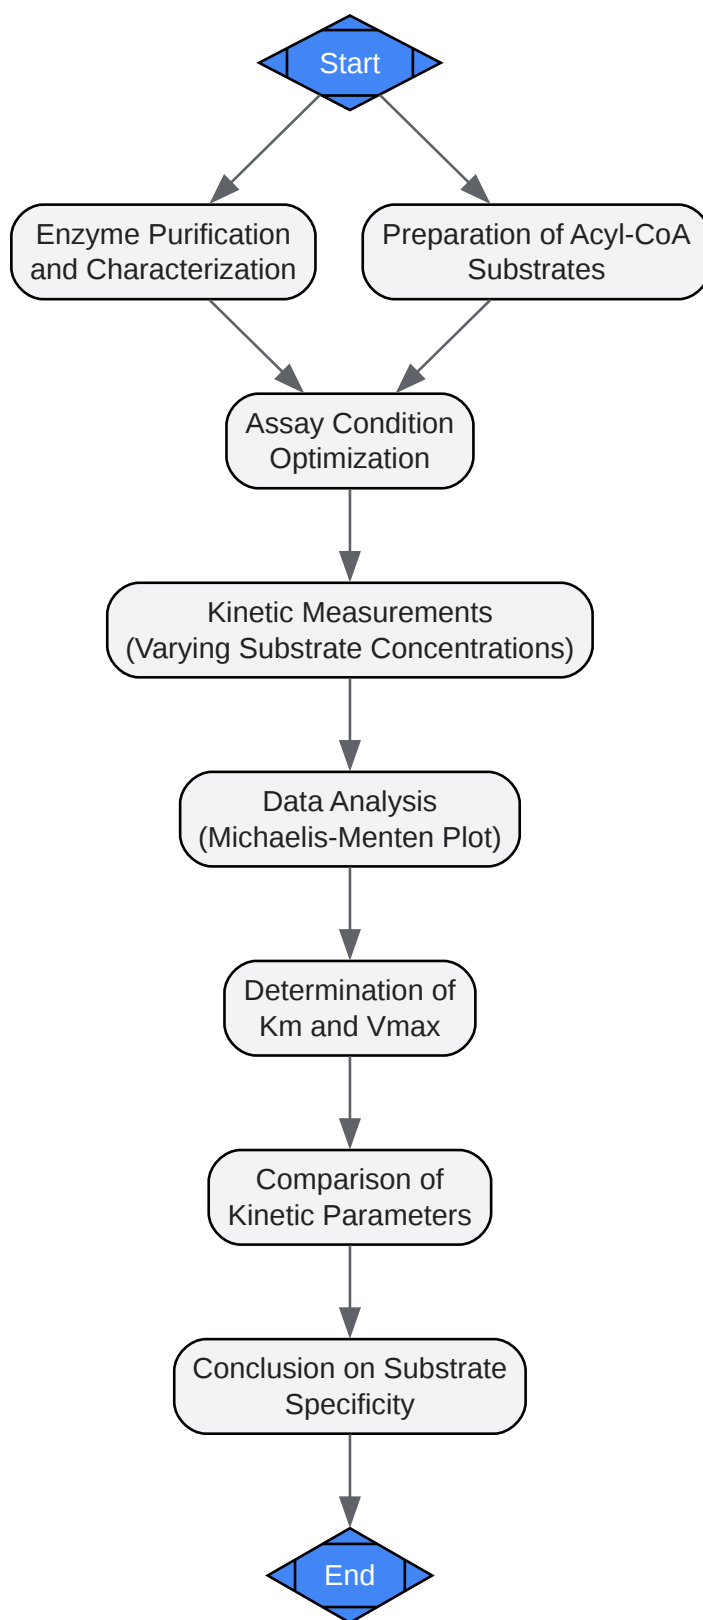 Start
Enzyme Purification
and Characterization
Preparation of Acyl-CoA
Substrates
Assay Condition
Optimization
Kinetic Measurements
(Varying Substrate Concentrations)
Data Analysis
(Michaelis-Menten Plot)
Determination of
Km and Vmax
Comparison of
Kinetic Parameters
Conclusion on Substrate
Specificity
End